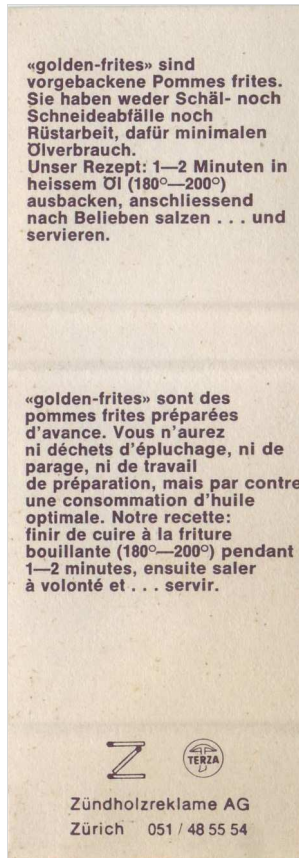 «golden-frites» sind
vorgebackene Pommes frites.
Sie haben weder Schäl- noch
Schneideabfälle noch
Rüstarbeit, dafür minimalen
Ölverbrauch.
Unser Rezept: 1—2 Minuten in
heissem Öl (180°—200°)
ausbacken, anschliessend
nach Belieben salzen . . . und
servieren.
«golden-frites» sont des
pommes frites préparées
d'avance. Vous n'aurez
ni déchets d'épluchage, ni de
parage, ni de travail
de préparation, mais par contre
une consommation d'huile
optimale. Notre recette:
finir de cuire à la friture
bouillante (180°—200°) pendant
1—2 minutes, ensuite saler
à volonté et . . . servir.
Z TERZA
Zündholzreklame AG
Zürich 051 / 48 55 54